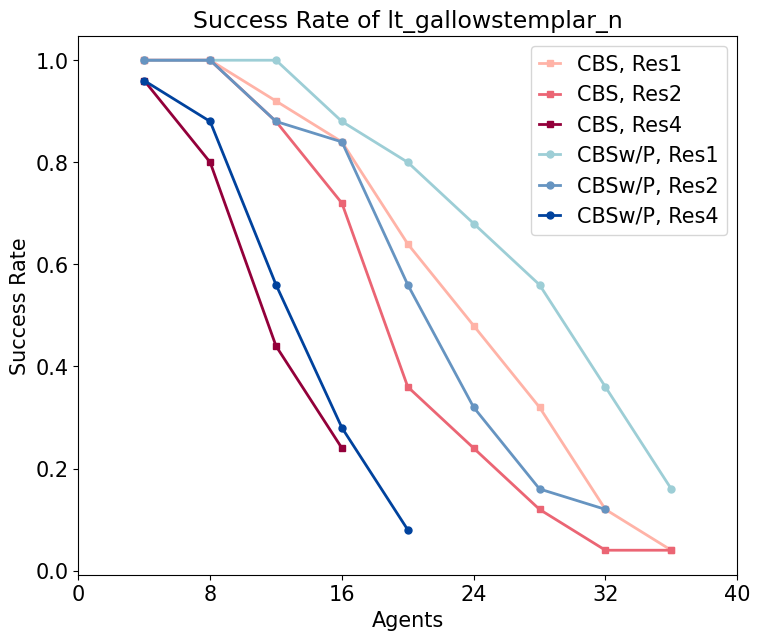 Success Rate of lt_gallowstemplar_n
1.0
0.8
0.6
0.4
0.2
0.0
Success Rate
CBS, Res1
CBS, Res2
CBS, Res4
CBSw/P, Res1
CBSw/P, Res2
CBSw/P, Res4
0 8 16 24 32 40
Agents